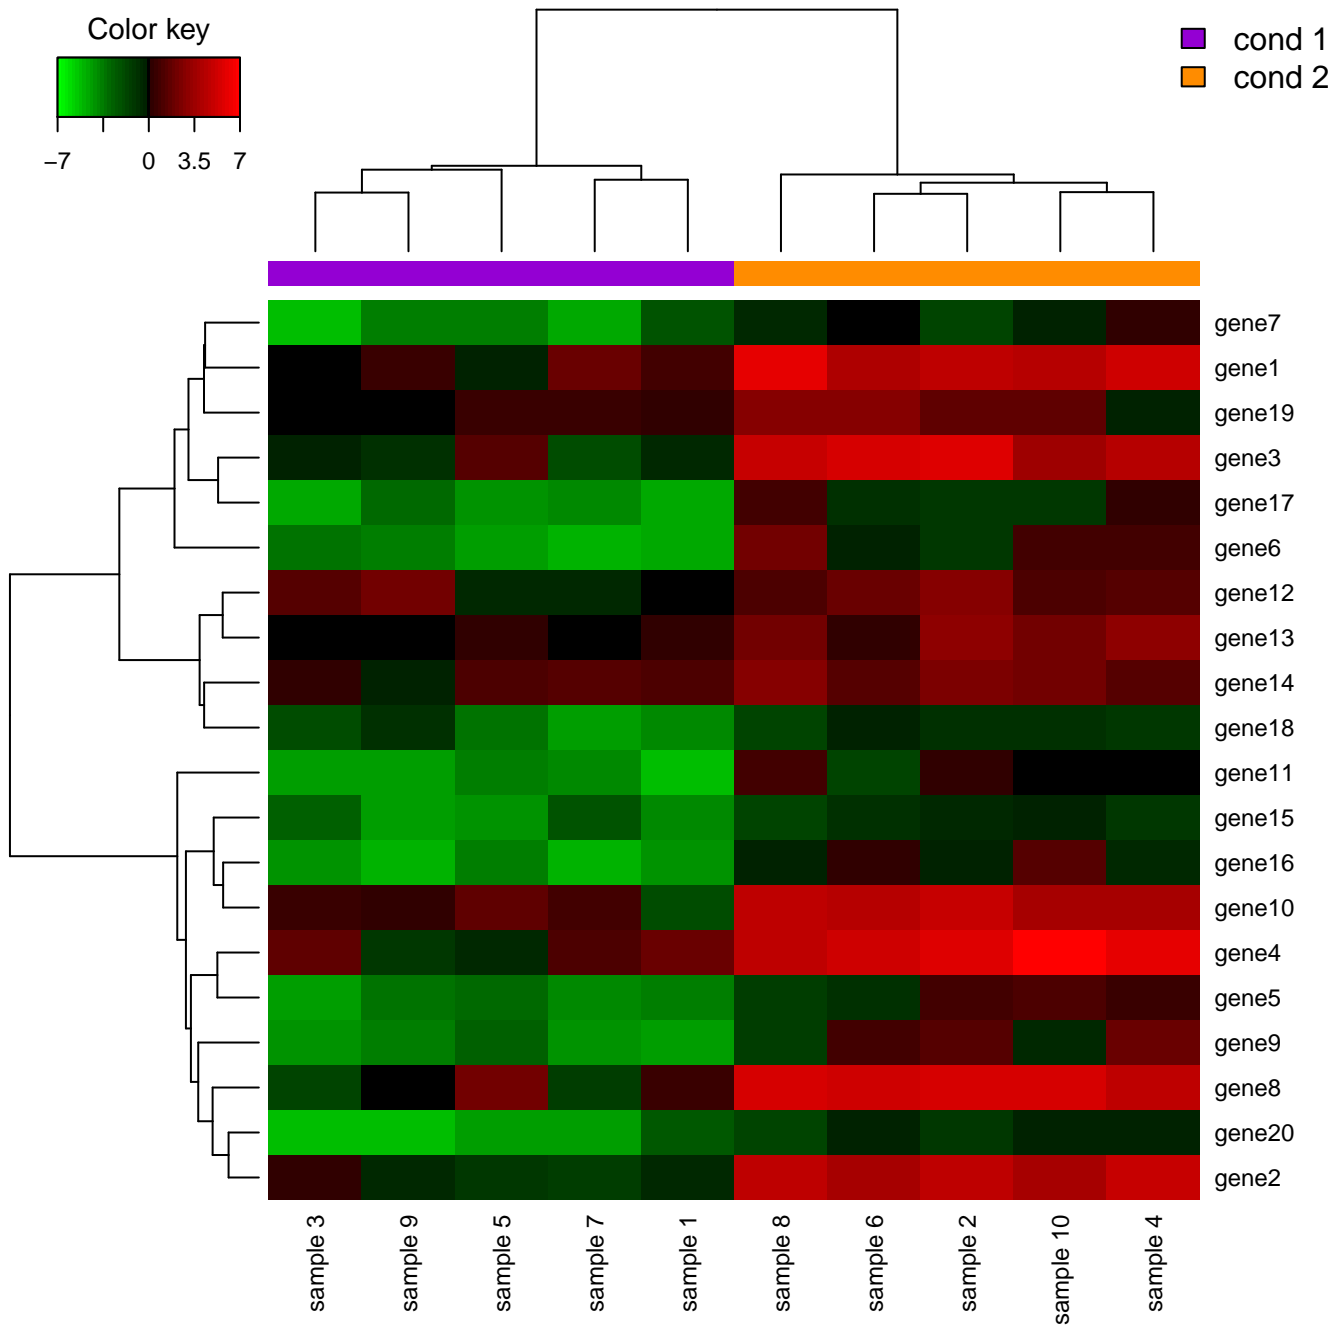 Color key
−7 0 3.5 7
cond 1
cond 2
gene7
gene1
gene19
gene3
gene17
gene6
gene12
gene13
gene14
gene18
gene11
gene15
gene16
gene10
gene4
gene5
gene9
gene8
gene20
gene2
sample 3
sample 9
sample 5
sample 7
sample 1
sample 8
sample 6
sample 2
sample 10
sample 4